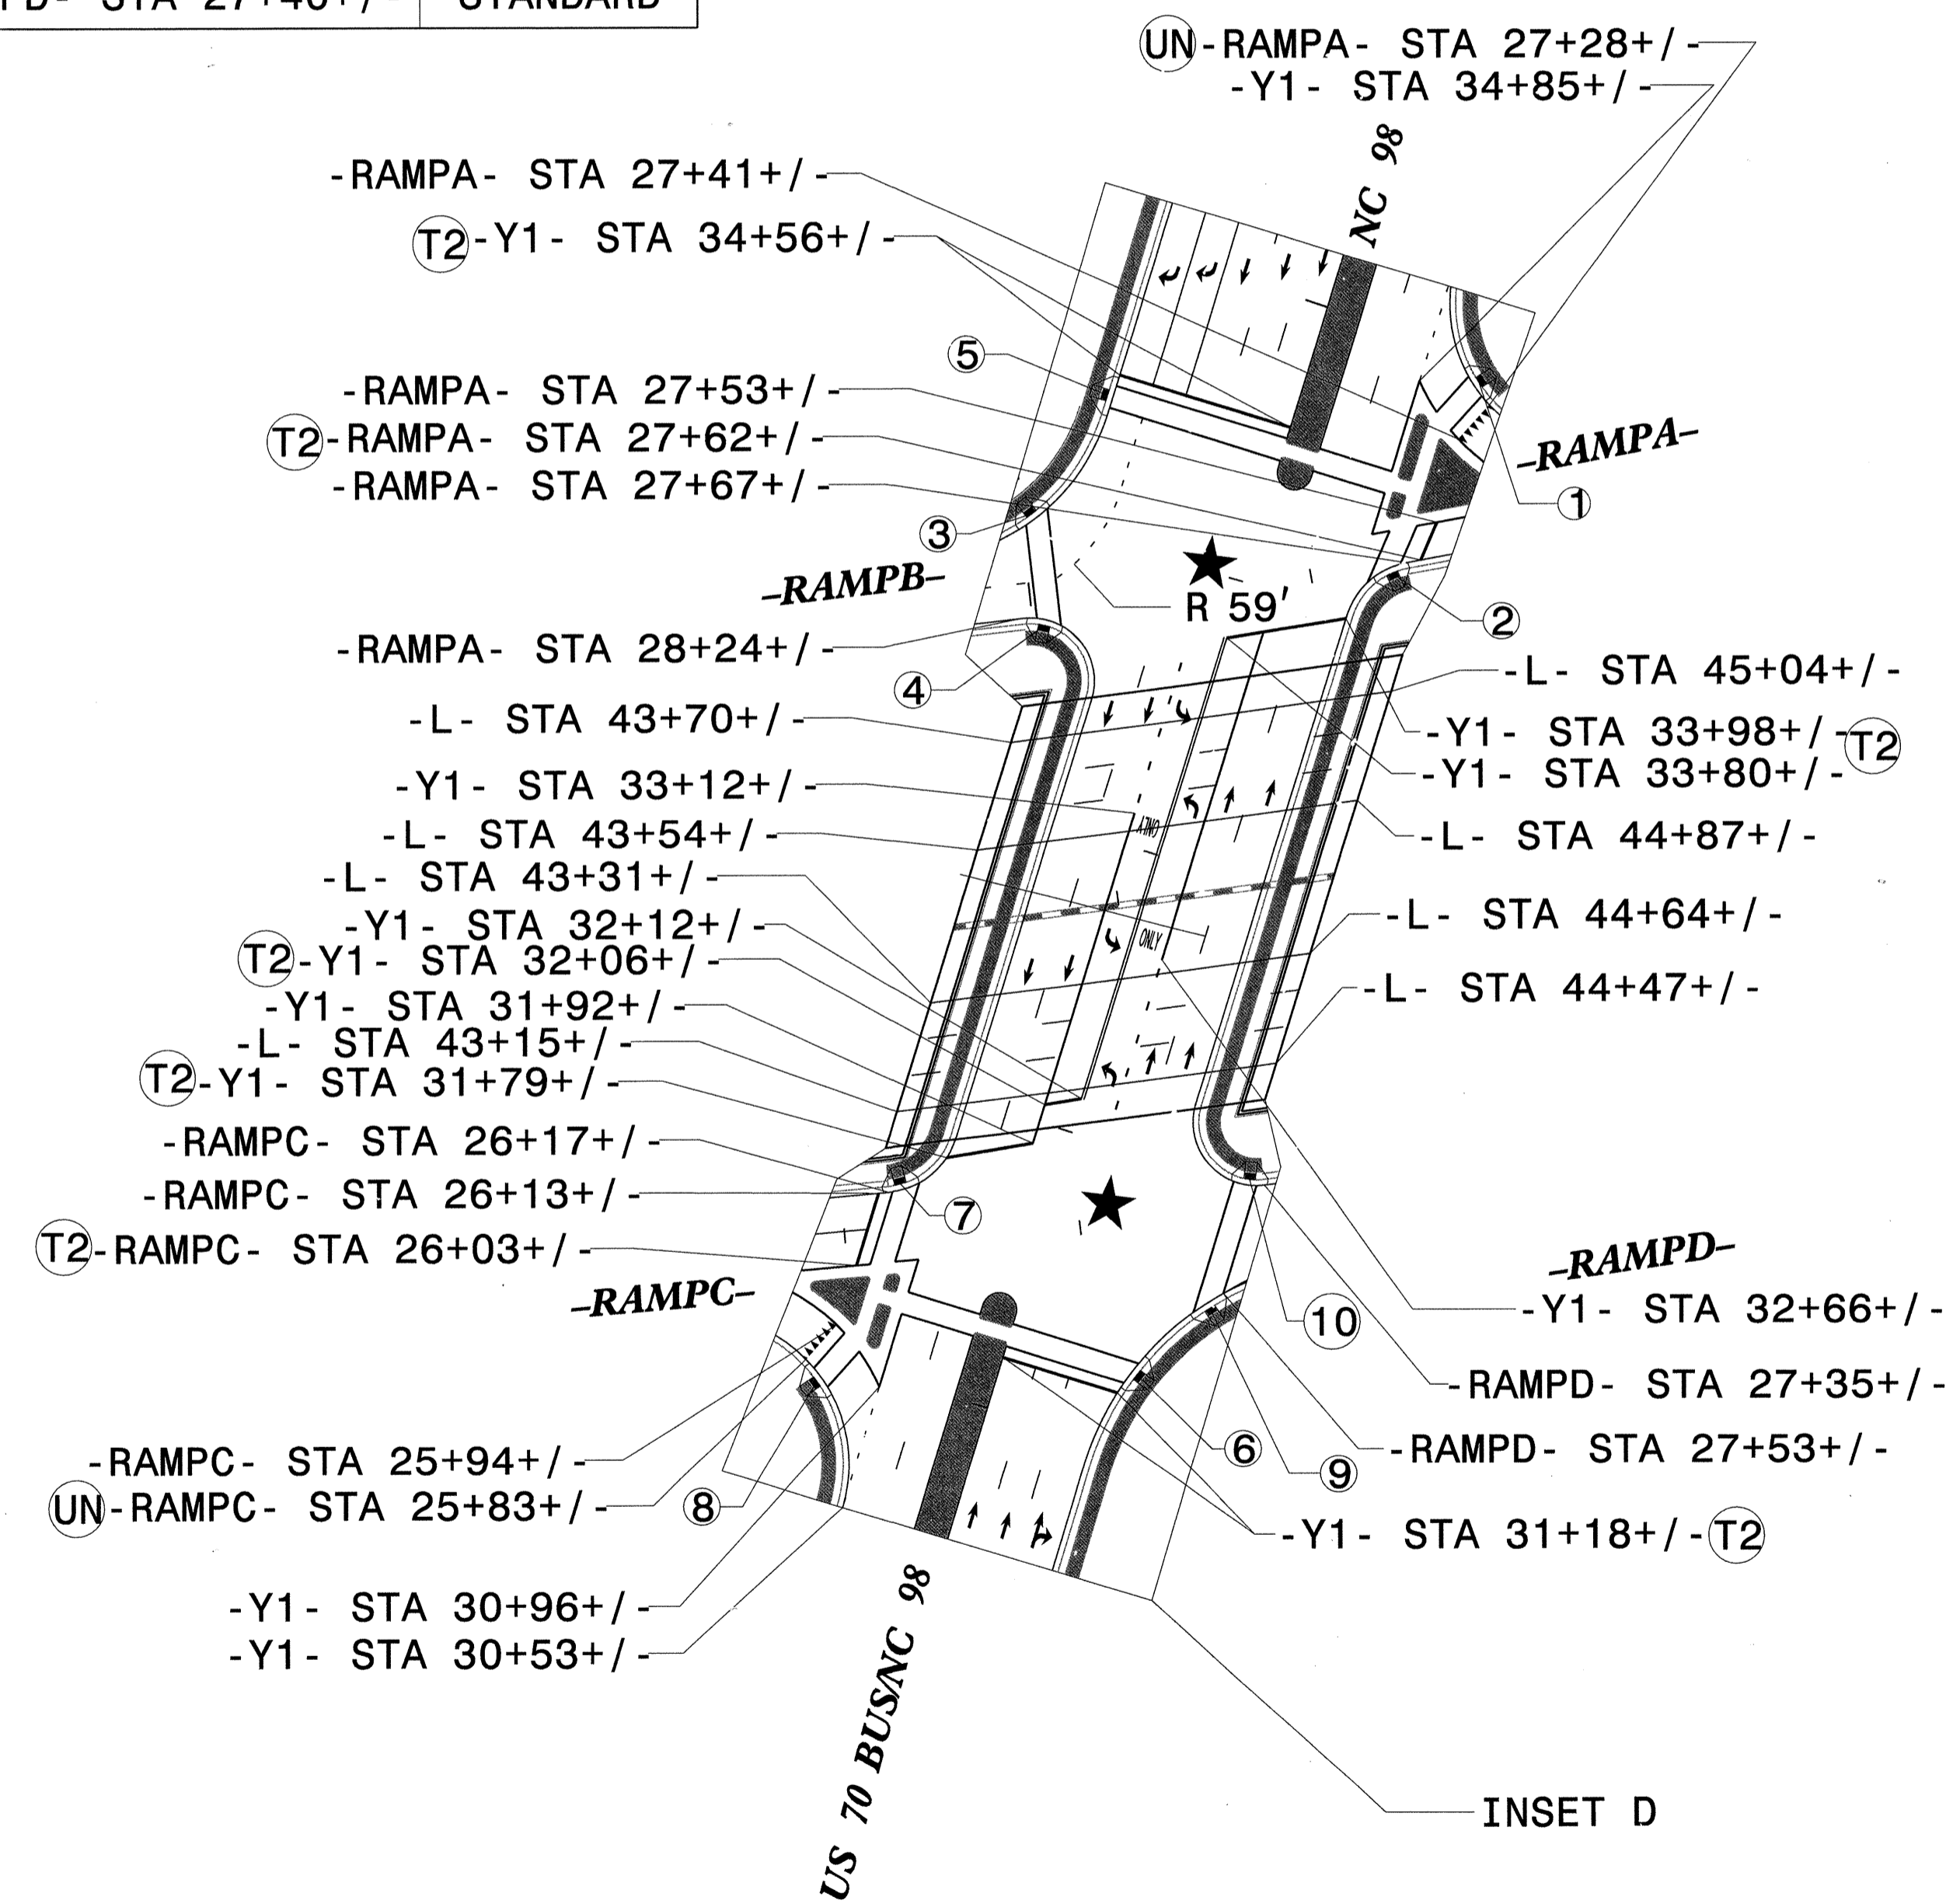 STA 27+40+/-
STANDARD
UN -RAMPA- STA 27+28+/-
-Y1- STA 34+85+/-
NC 98
-RAMPA- STA 27+41+/-
T2 -Y1- STA 34+56+/-
5
-RAMPA- STA 27+53+/-
T2 -RAMPA- STA 27+62+/-
-RAMPA- STA 27+67+/-
-RAMPA-
1
3
-RAMPB-
R 59'
2
-RAMPA- STA 28+24+/-
4
-L- STA 45+04+/-
-L- STA 43+70+/-
-Y1- STA 33+98+/- T2
-Y1- STA 33+80+/-
-Y1- STA 33+12+/-
ONLY
-L- STA 43+54+/-
-L- STA 44+87+/-
-L- STA 43+31+/-
-Y1- STA 32+12+/-
-L- STA 44+64+/-
ONLY
T2 -Y1- STA 32+06+/-
-L- STA 44+47+/-
-Y1- STA 31+92+/-
-L- STA 43+15+/-
T2 -Y1- STA 31+79+/-
-RAMPC- STA 26+17+/-
-RAMPC- STA 26+13+/-
7
T2 -RAMPC- STA 26+03+/-
-RAMPD-
-RAMPC-
-Y1- STA 32+66+/-
10
-RAMPD- STA 27+35+/-
6
-RAMPD- STA 27+53+/-
9
-RAMPC- STA 25+94+/-
UN -RAMPC- STA 25+83+/-
8
-Y1- STA 31+18+/- T2
-Y1- STA 30+96+/-
-Y1- STA 30+53+/-
US 70 BUS/NC 98
INSET D